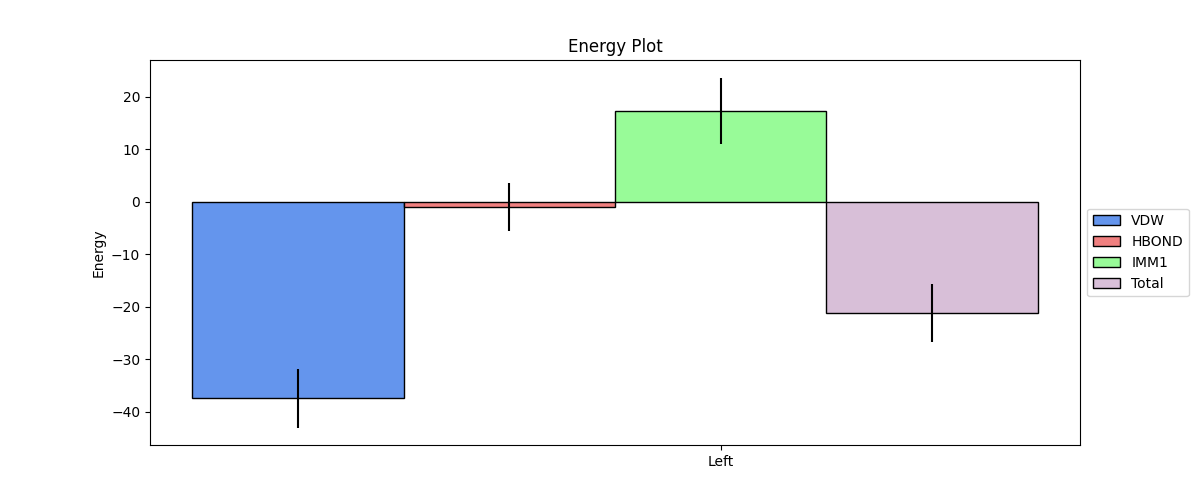 Energy Plot
Energy
20
10
0
−10
−20
−30
−40
Left
VDW
HBOND
IMM1
Total